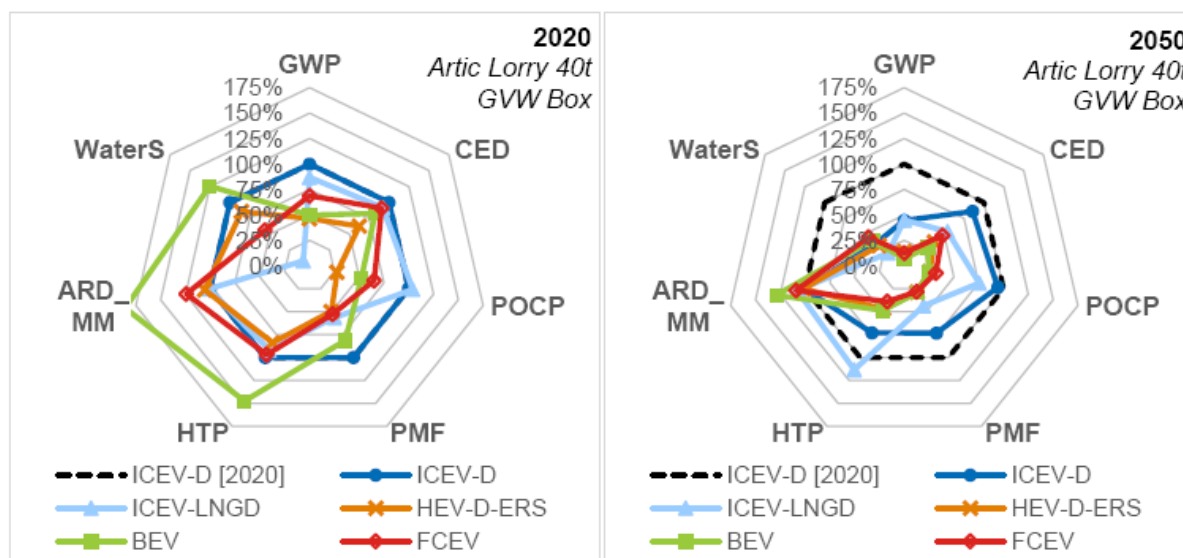 2020
Artic Lorry 40t
GVW Box
GWP
175%
150%
125%
100%
75%
50%
25%
0%
CED
POCP
PMF
HTP
ARD_
MM
WaterS
ICEV-D [2020]
ICEV-D
ICEV-LNGD
HEV-D-ERS
BEV
FCEV
2050
Artic Lorry 40t
GVW Box
GWP
175%
150%
125%
100%
75%
50%
25%
0%
CED
POCP
PMF
HTP
ARD_
MM
WaterS
ICEV-D [2020]
ICEV-D
ICEV-LNGD
HEV-D-ERS
BEV
FCEV